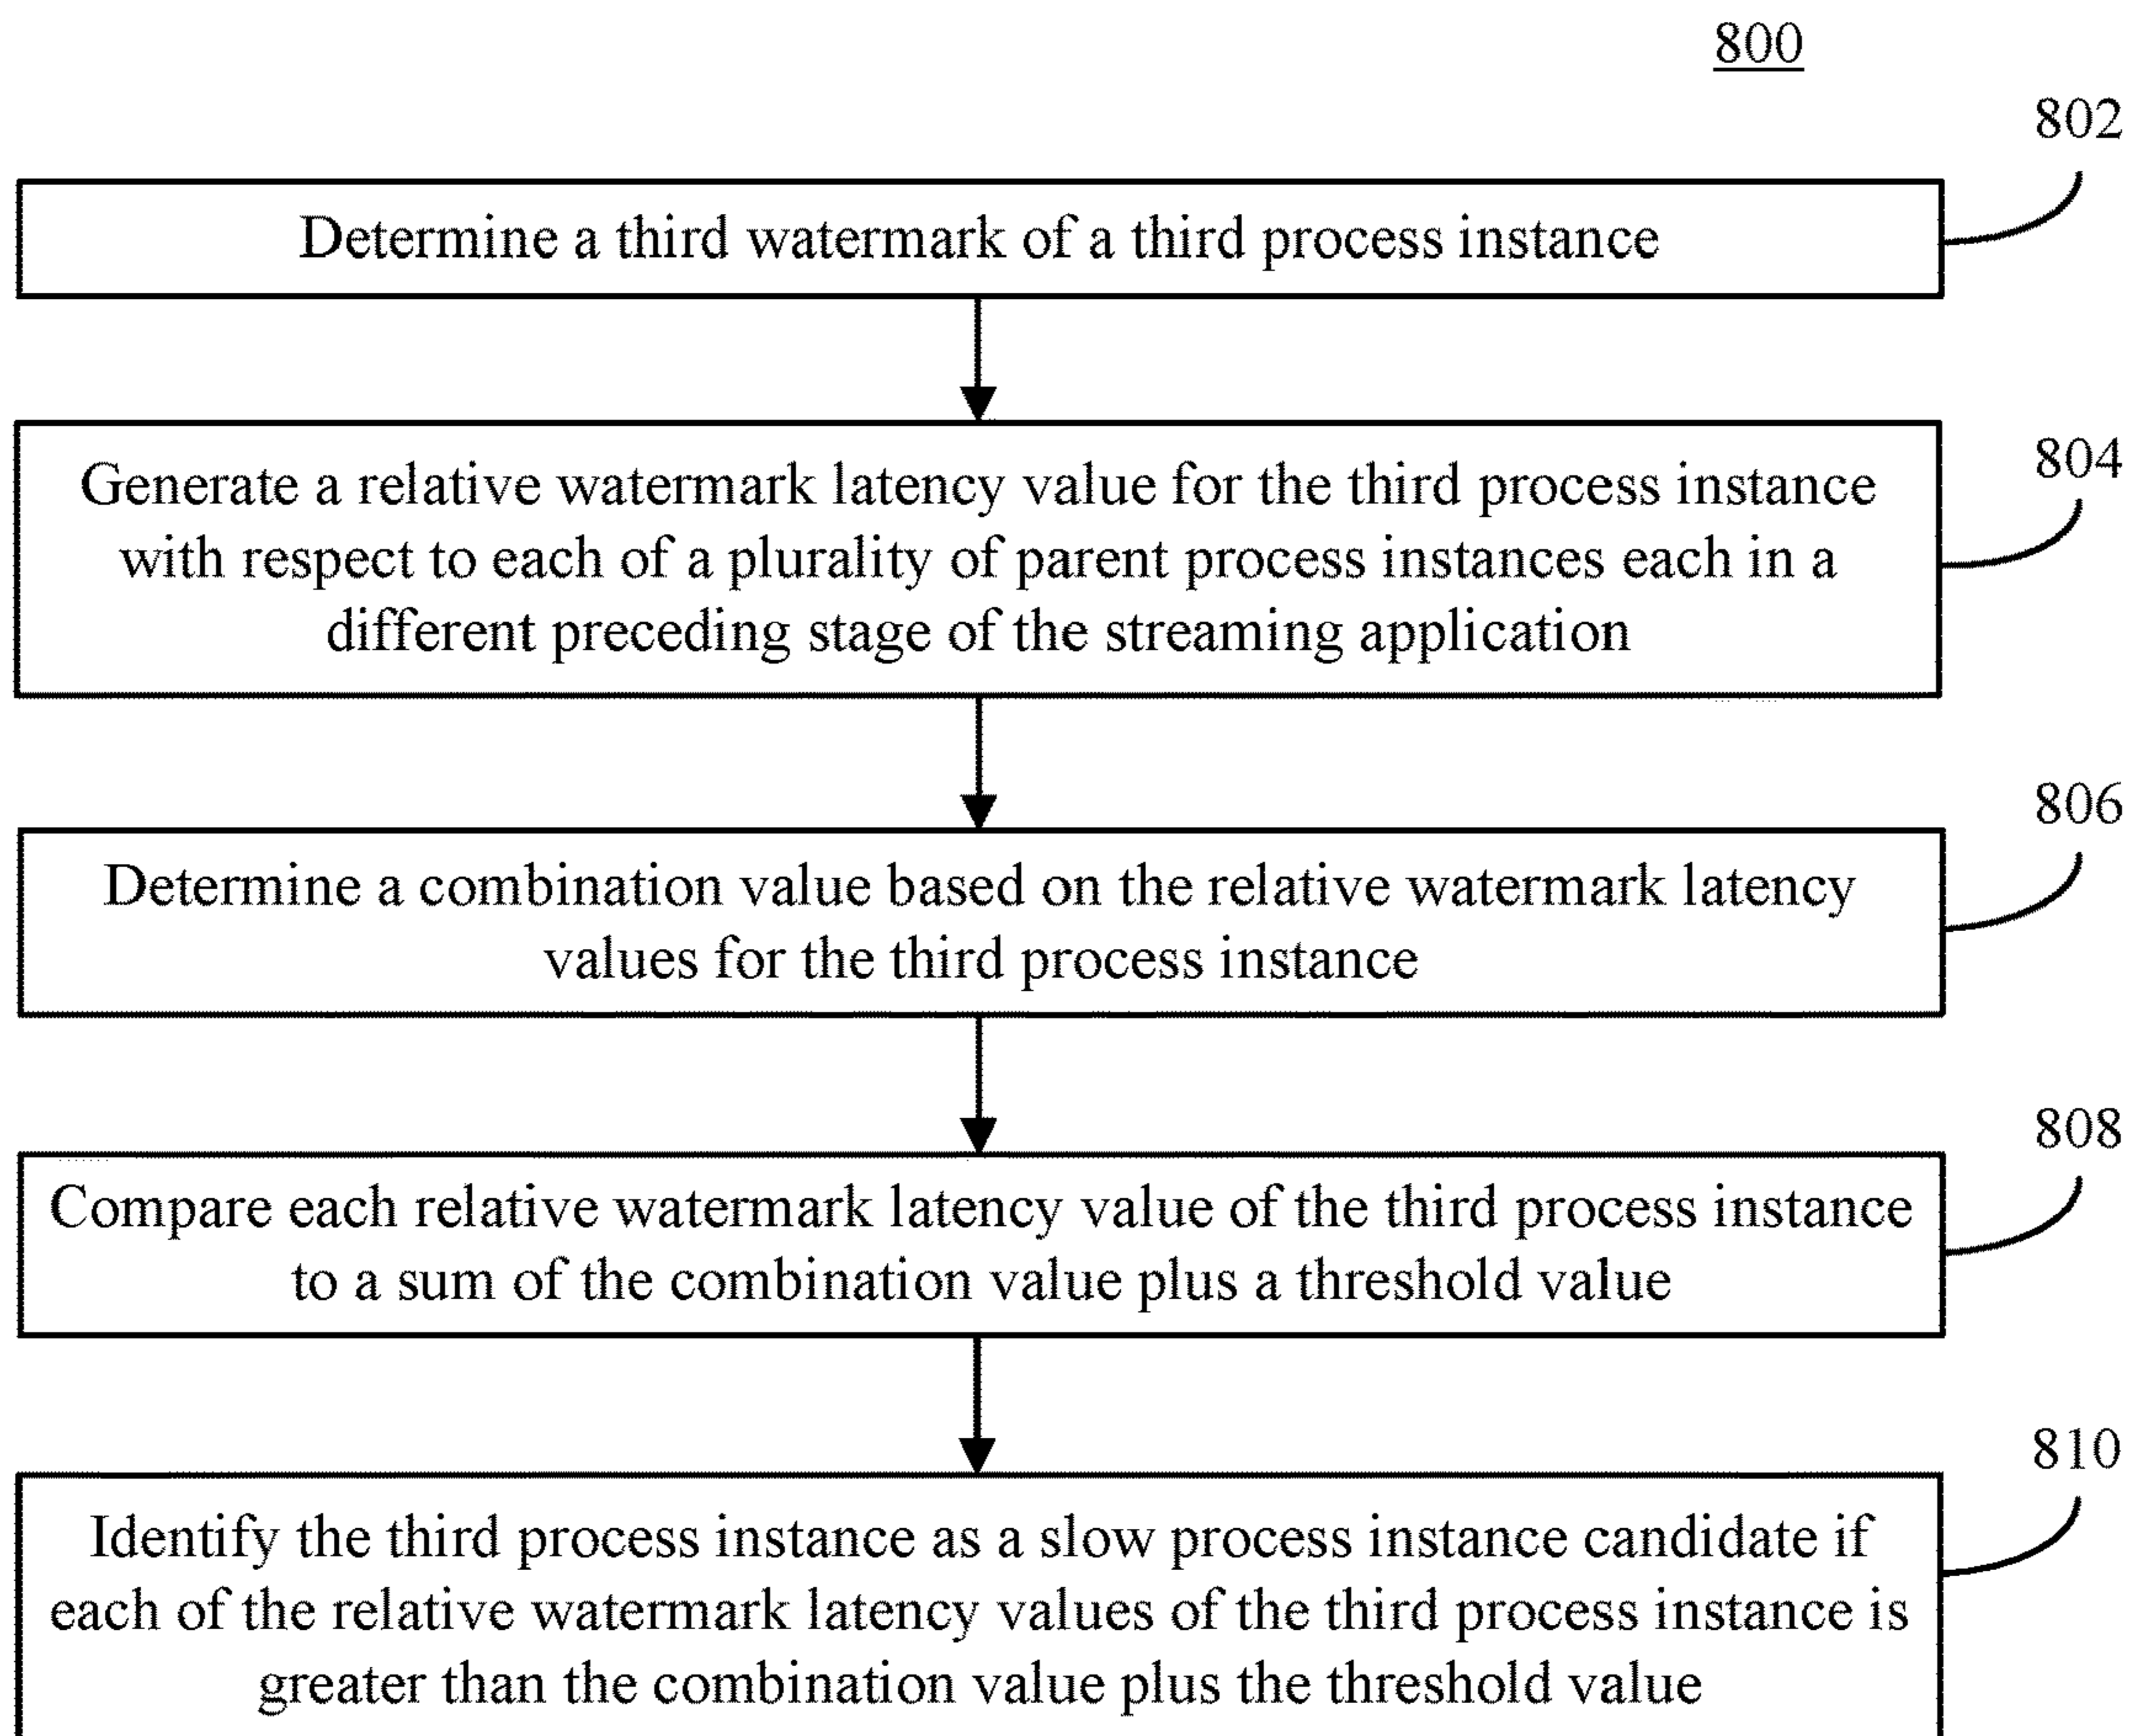 800
802
Determine a third watermark of a third process instance
804
Generate a relative watermark latency value for the third process instance
with respect to each of a plurality of parent process instances each in a
different preceding stage of the streaming application
806
Determine a combination value based on the relative watermark latency
values for the third process instance
808
Compare each relative watermark latency value of the third process instance
to a sum of the combination value plus a threshold value
810
Identify the third process instance as a slow process instance candidate if
each of the relative watermark latency values of the third process instance is
greater than the combination value plus the threshold value